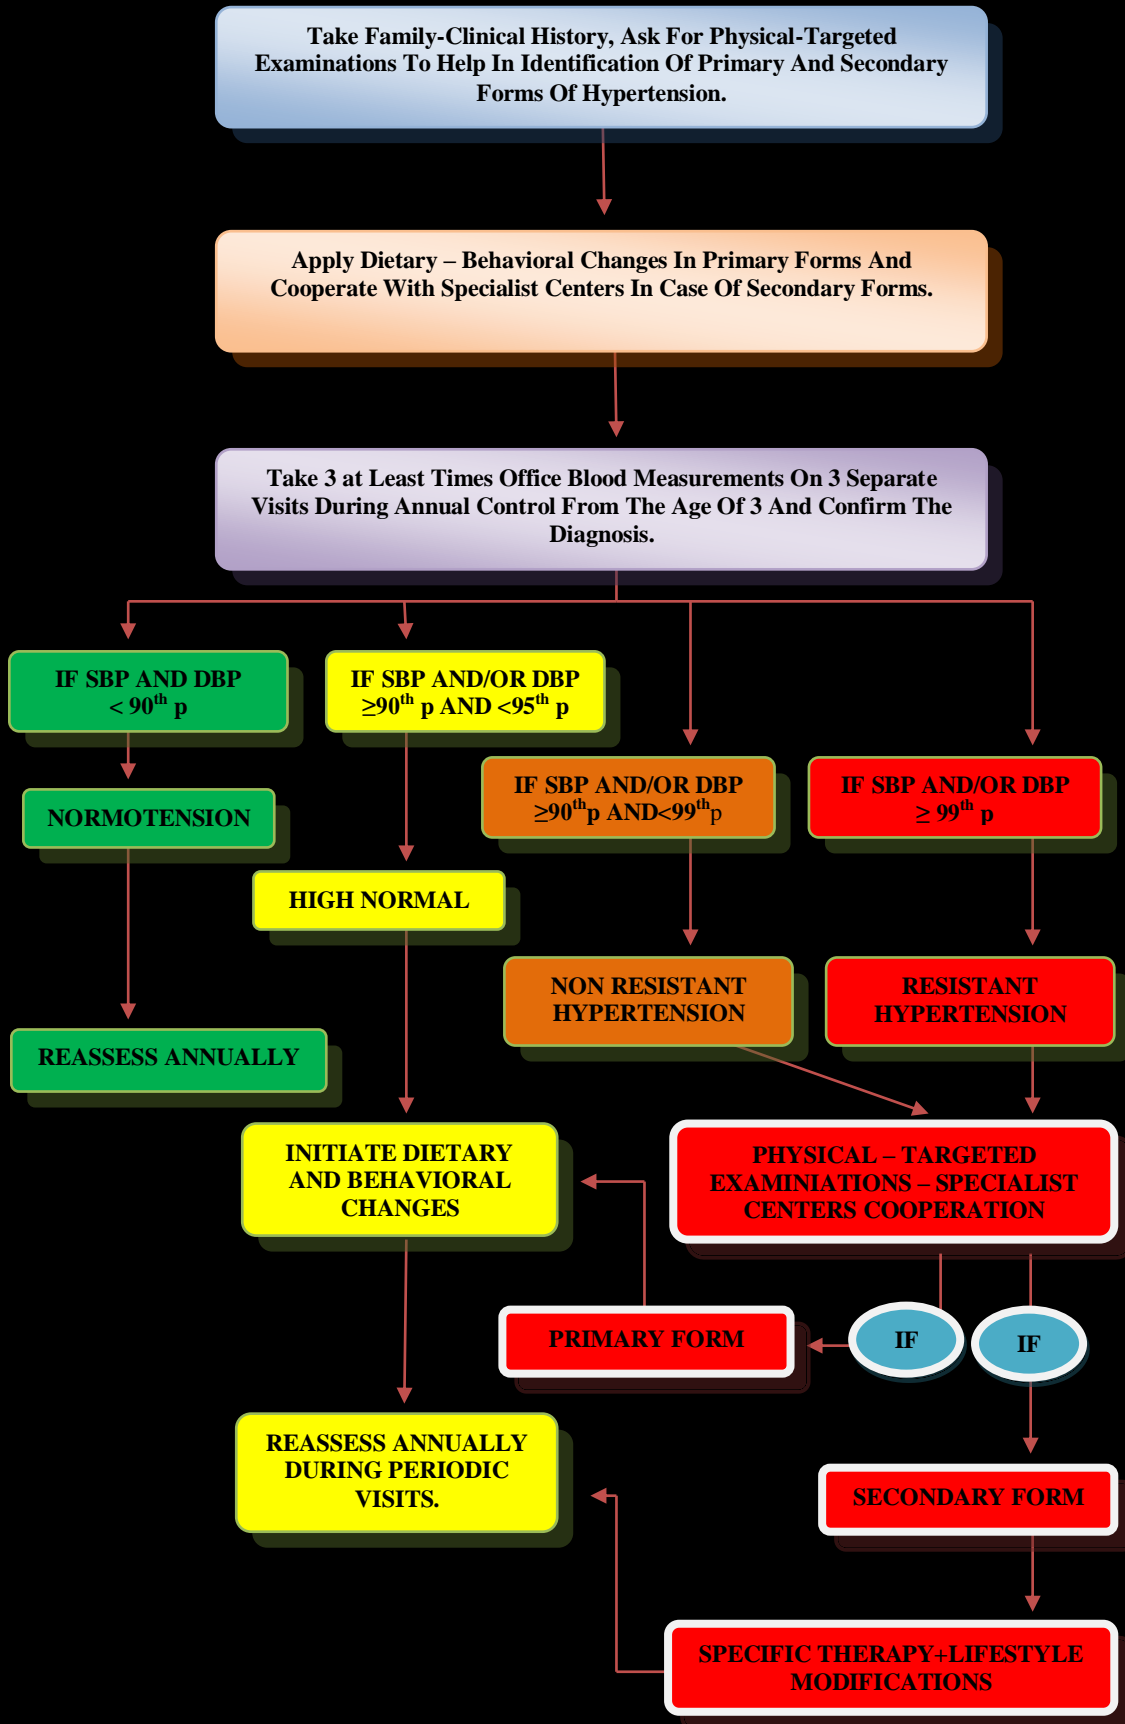 Take Family-Clinical History, Ask For Physical-Targeted
Examinations To Help In Identification Of Primary And Secondary
Forms Of Hypertension.
Apply Dietary – Behavioral Changes In Primary Forms And
Cooperate With Specialist Centers In Case Of Secondary Forms.
Take 3 at Least Times Office Blood Measurements On 3 Separate
Visits During Annual Control From The Age Of 3 And Confirm The
Diagnosis.
IF SBP AND DBP
< 90th p
IF SBP AND/OR DBP
≥90th p AND <95th p
IF SBP AND/OR DBP
≥90thp AND<99thp
IF SBP AND/OR DBP
≥ 99th p
NORMOTENSION
HIGH NORMAL
NON RESISTANT
HYPERTENSION
RESISTANT
HYPERTENSION
REASSESS ANNUALLY
INITIATE DIETARY
AND BEHAVIORAL
CHANGES
PHYSICAL – TARGETED
EXAMINIATIONS – SPECIALIST
CENTERS COOPERATION
PRIMARY FORM
IF
IF
REASSESS ANNUALLY
DURING PERIODIC
VISITS.
SECONDARY FORM
SPECIFIC THERAPY+LIFESTYLE
MODIFICATIONS